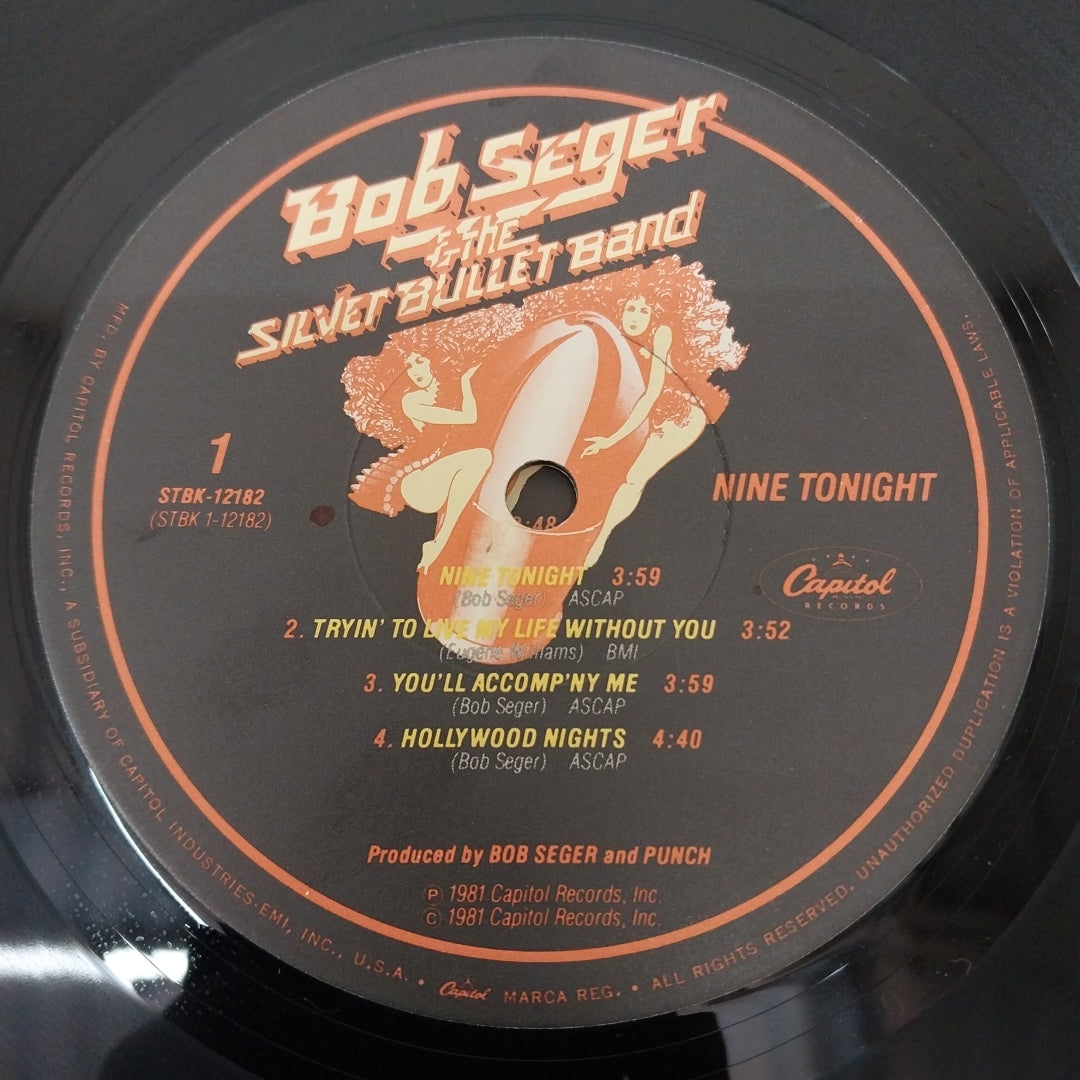 Bob Seger
& The
Silver Bullet Band
1
STBK-12182
(STBK 1-12182)
NINE TONIGHT
Capitol
RECORDS
NINE TONIGHT 3:59
(Bob Seger) ASCAP
2. TRYIN' TO LIVE MY LIFE WITHOUT YOU 3:52
(Eugene Williams) BMI
3. YOU'LL ACCOMP'NY ME 3:59
(Bob Seger) ASCAP
4. HOLLYWOOD NIGHTS 4:40
(Bob Seger) ASCAP
Produced by BOB SEGER and PUNCH
℗ 1981 Capitol Records, Inc.
© 1981 Capitol Records, Inc.
MFD. BY CAPITOL RECORDS, INC., A SUBSIDIARY OF CAPITOL INDUSTRIES-EMI, INC., U.S.A. • Capitol MARCA REG. • ALL RIGHTS RESERVED. UNAUTHORIZED DUPLICATION IS A VIOLATION OF APPLICABLE LAWS.